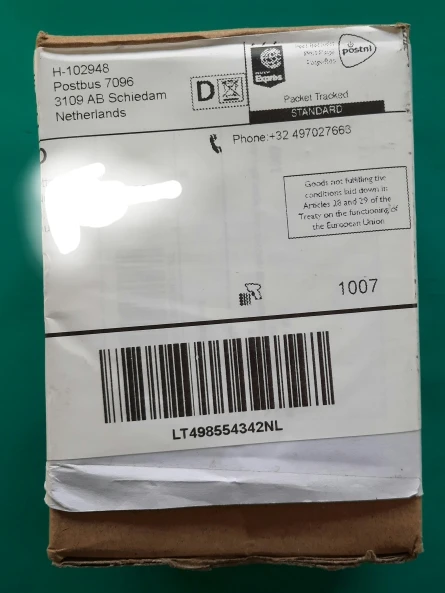 H-102948
Postbus 7096
3109 AB Schiedam
Netherlands
D
postnl
Express
Packet Tracked
STANDARD
Phone:+32 497027663
Goods not fulfilling the
conditions laid down in
Articles 28 and 29 of the
Treaty on the functioning of
the European Union
1007
LT498554342NL